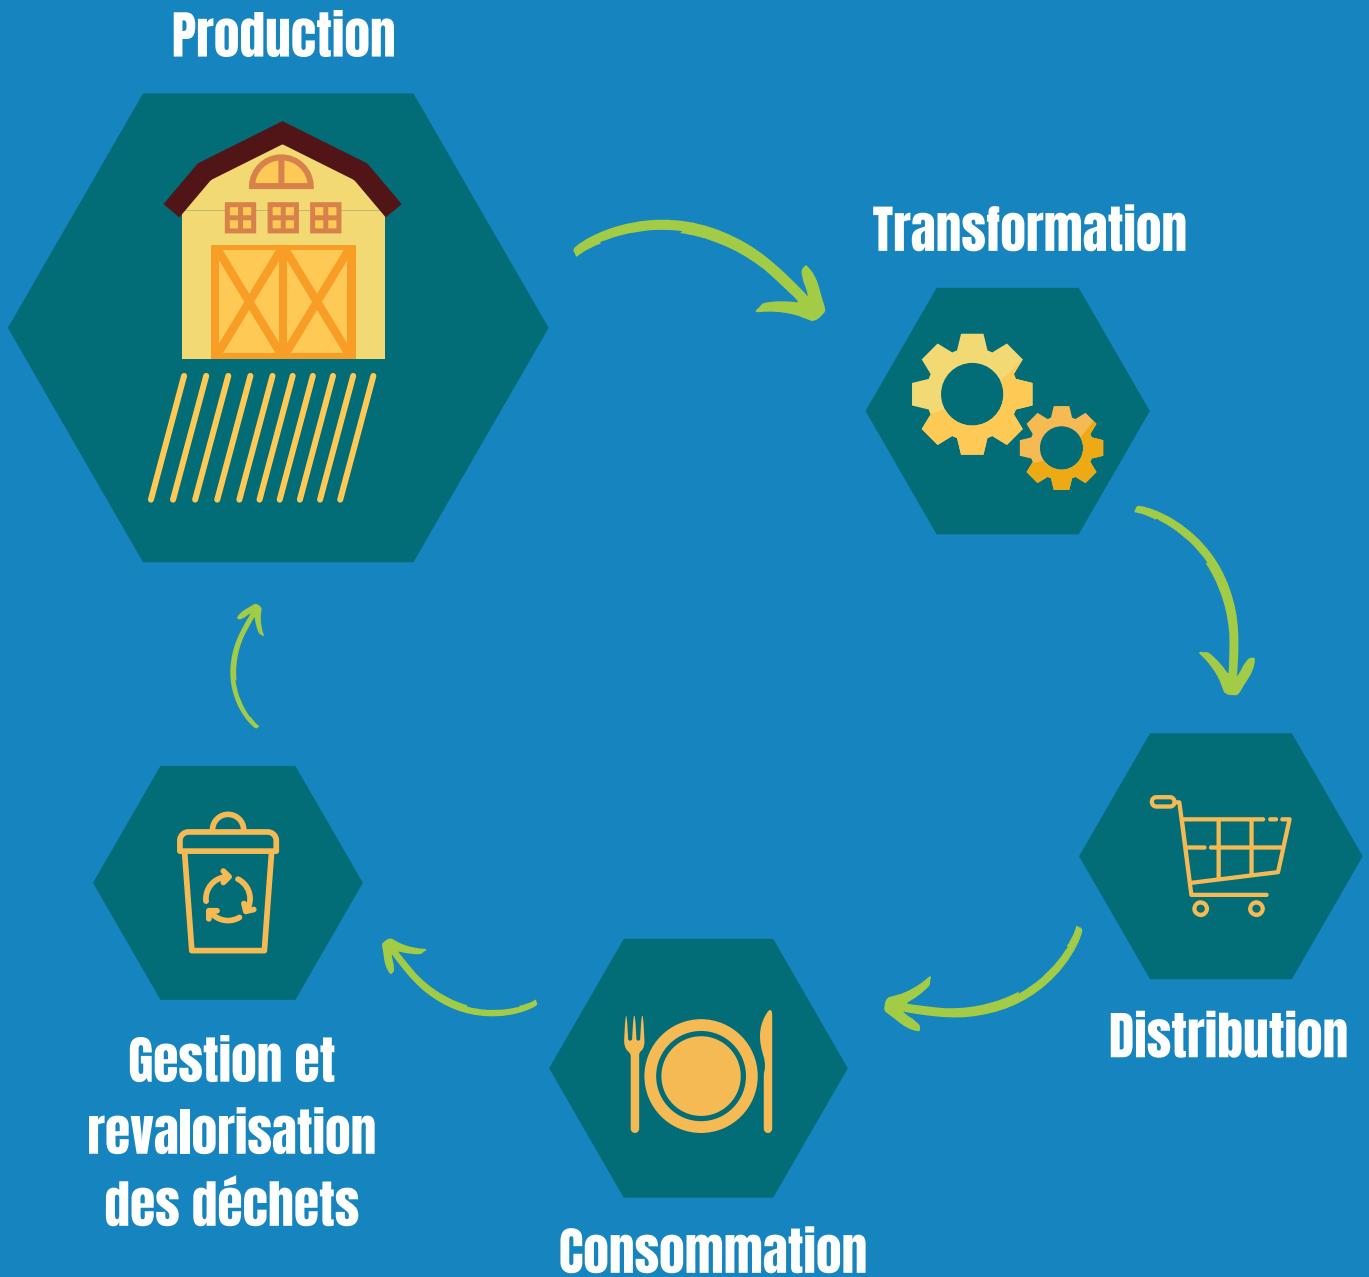 Production
Transformation
Distribution
Consommation
Gestion et
revalorisation
des déchets